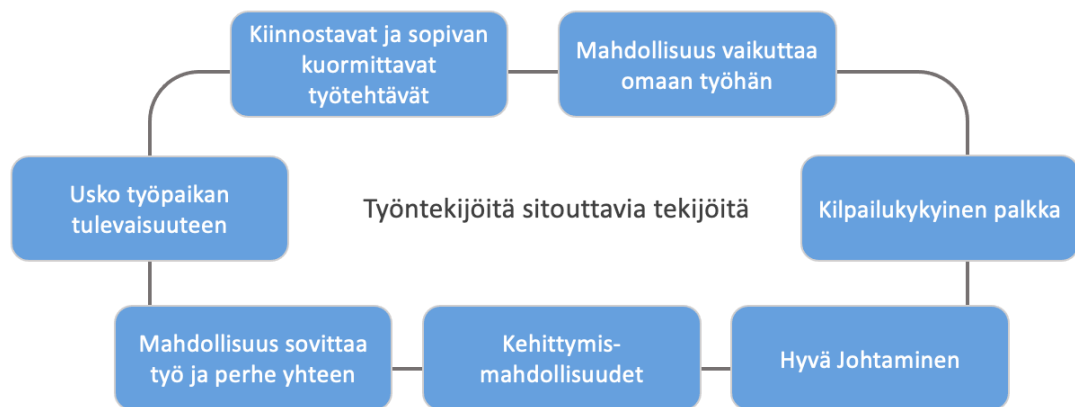 Kiinnostavat ja sopivan
kuormittavat
työtehtävät
Mahdollisuus vaikuttaa
omaan työhän
Usko työpaikan
tulevaisuuteen
Työntekijöitä sitouttavia tekijöitä
Kilpailukykyinen palkka
Mahdollisuus sovittaa
työ ja perhe yhteen
Kehittymis-
mahdollisuudet
Hyvä Johtaminen